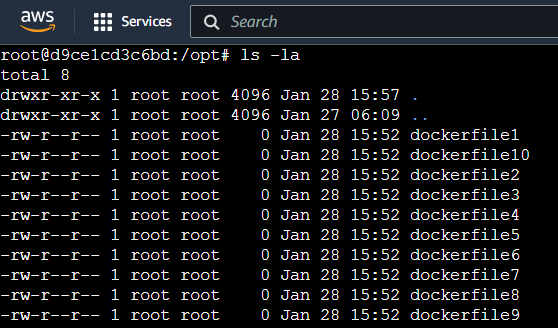 aws Services Search
root@d9ce1cd3c6bd:/opt# ls -la
total 8
drwxr-xr-x 1 root root 4096 Jan 28 15:57 .
drwxr-xr-x 1 root root 4096 Jan 27 06:09 ..
-rw-r--r-- 1 root root    0 Jan 28 15:52 dockerfile1
-rw-r--r-- 1 root root    0 Jan 28 15:52 dockerfile10
-rw-r--r-- 1 root root    0 Jan 28 15:52 dockerfile2
-rw-r--r-- 1 root root    0 Jan 28 15:52 dockerfile3
-rw-r--r-- 1 root root    0 Jan 28 15:52 dockerfile4
-rw-r--r-- 1 root root    0 Jan 28 15:52 dockerfile5
-rw-r--r-- 1 root root    0 Jan 28 15:52 dockerfile6
-rw-r--r-- 1 root root    0 Jan 28 15:52 dockerfile7
-rw-r--r-- 1 root root    0 Jan 28 15:52 dockerfile8
-rw-r--r-- 1 root root    0 Jan 28 15:52 dockerfile9